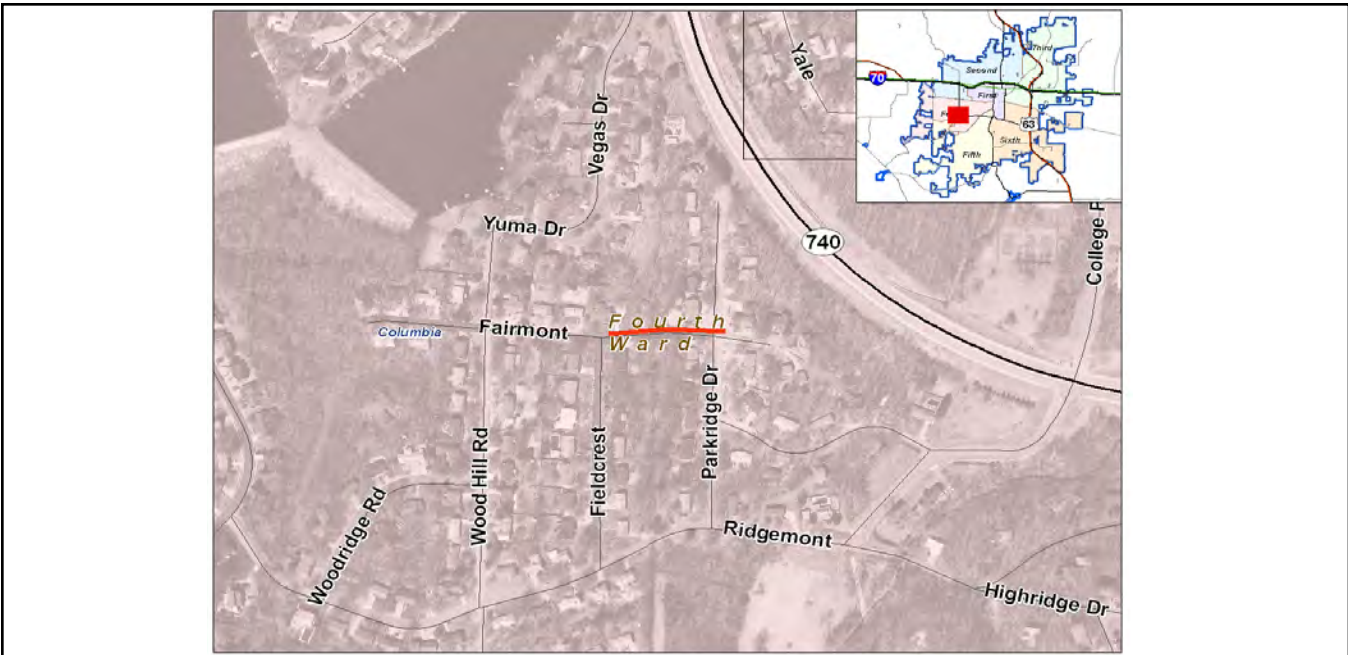 Yale
Third
Second
70
First
63
Sixth
Fifth
Vegas Dr
Yuma Dr
740
Fourth
Ward
Columbia
Fairmont
Parkridge Dr
Wood Hill Rd
Fieldcrest
Woodridge Rd
Ridgemont
Highridge Dr